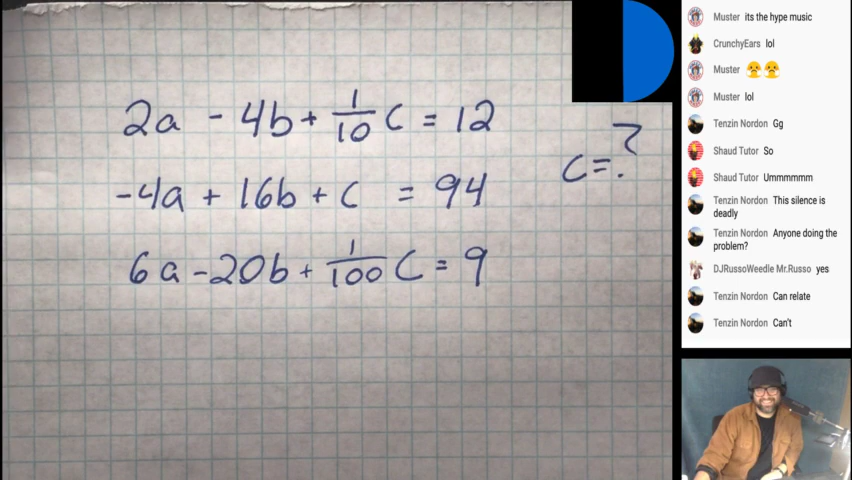 2a - 4b + 1/10 c = 12
-4a + 16b + c = 94
6a - 20b + 1/100 c = 9
c = ?
Muster its the hype music
CrunchyEars lol
Muster 😤😤
Muster lol
Tenzin Nordon Gg
Shaud Tutor So
Shaud Tutor Ummmmmm
Tenzin Nordon This silence is
deadly
Tenzin Nordon Anyone doing the
problem?
DJRussoWeedle Mr.Russo yes
Tenzin Nordon Can relate
Tenzin Nordon Can't